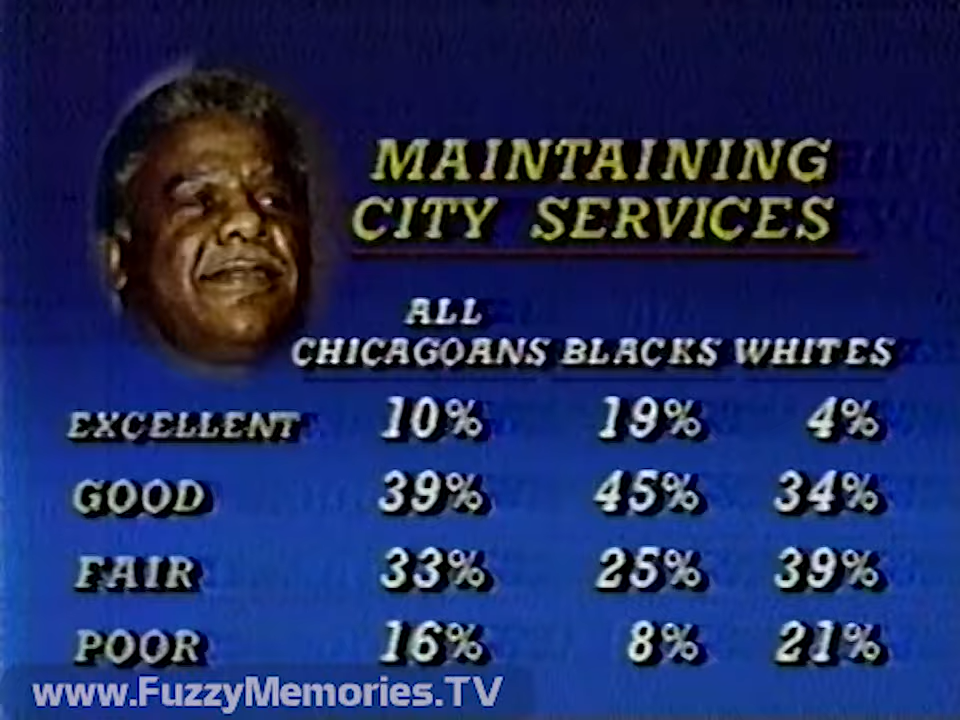 MAINTAINING
CITY SERVICES
ALL
CHICAGOANS BLACKS WHITES
EXCELLENT 10% 19% 4%
GOOD 39% 45% 34%
FAIR 33% 25% 39%
POOR 16% 8% 21%
www.FuzzyMemories.TV